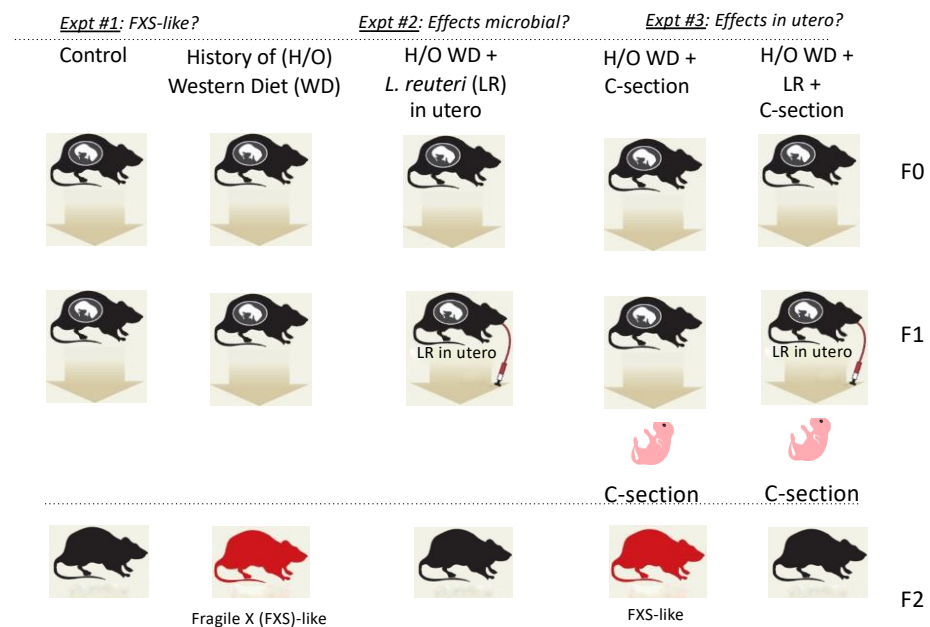 Expt #1: FXS-like?
Expt #2: Effects microbial?
Expt #3: Effects in utero?
Control
History of (H/O)
Western Diet (WD)
H/O WD +
L. reuteri (LR)
in utero
H/O WD +
C-section
H/O WD +
LR +
C-section
F0
F1
LR in utero
LR in utero
C-section
C-section
F2
Fragile X (FXS)-like
FXS-like